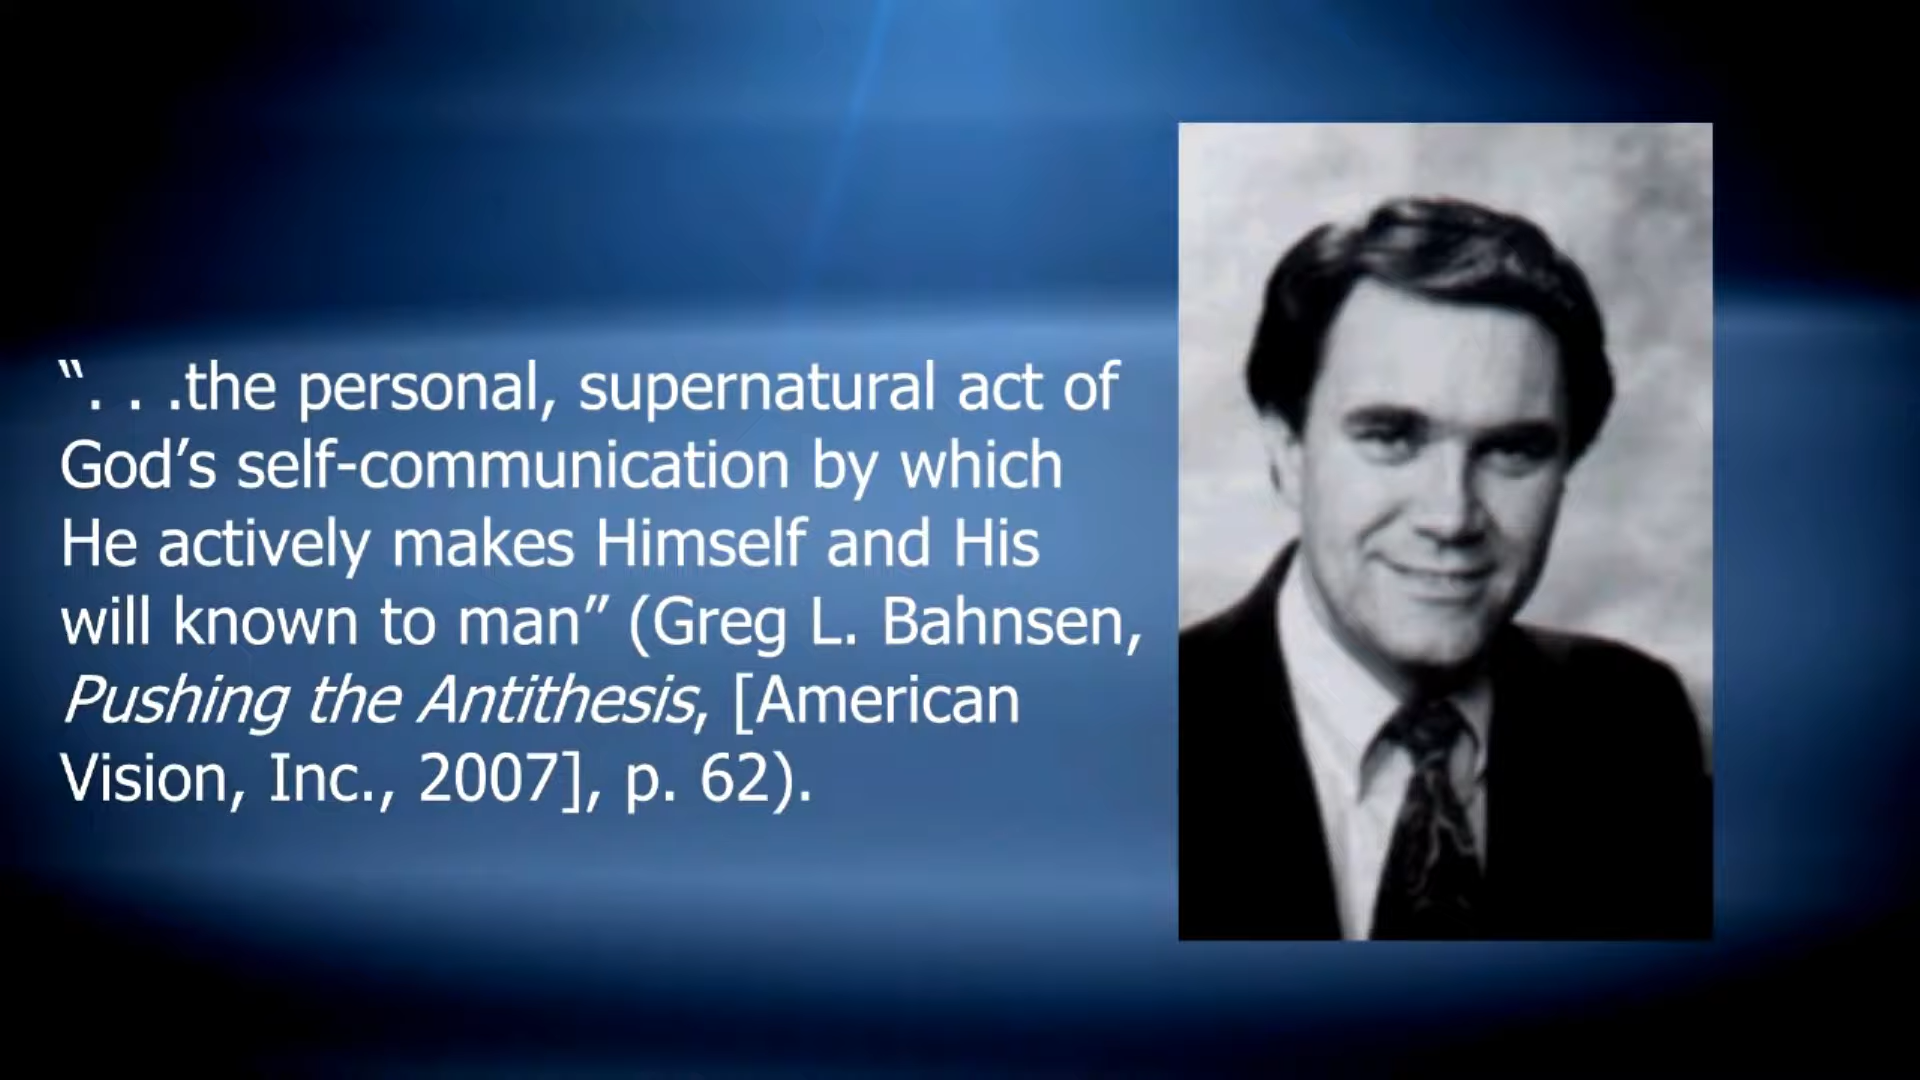 “. . .the personal, supernatural act of
God’s self-communication by which
He actively makes Himself and His
will known to man” (Greg L. Bahnsen,
Pushing the Antithesis, [American
Vision, Inc., 2007], p. 62).